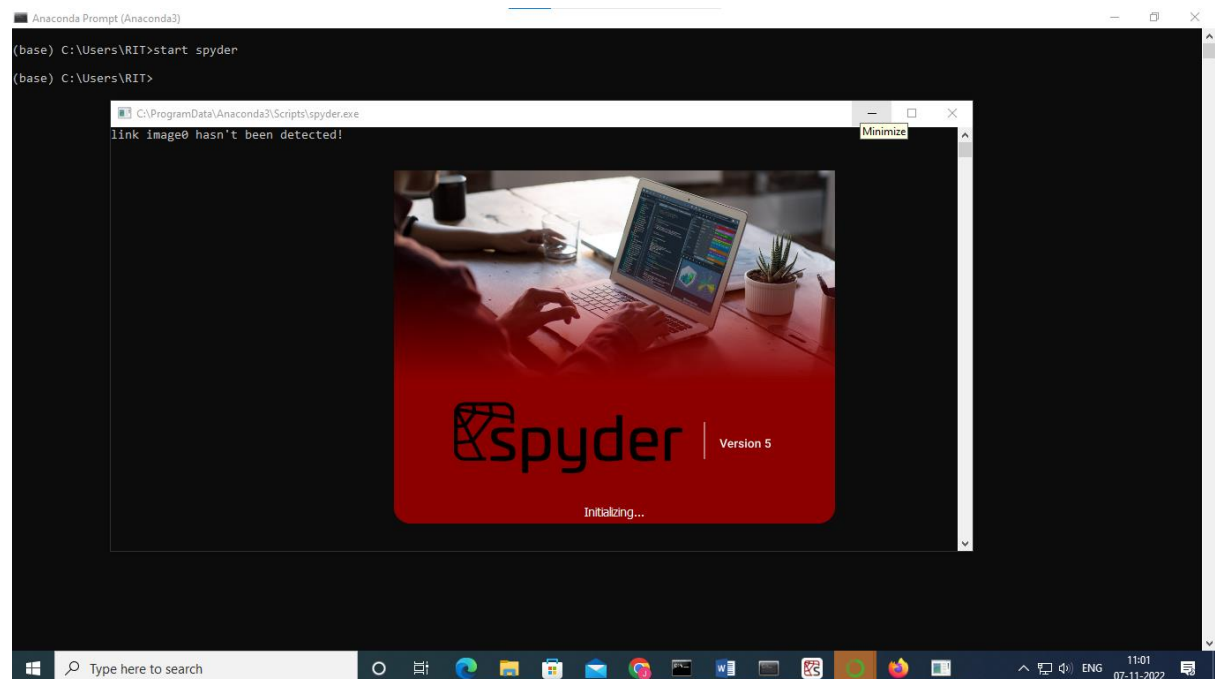 Anaconda Prompt (Anaconda3)
(base) C:\Users\RIT>start spyder
(base) C:\Users\RIT>
C:\ProgramData\Anaconda3\Scripts\spyder.exe
Minimize
link image0 hasn't been detected!
spyder
Version 5
Initializing...
Type here to search
ENG
11:01
07-11-2022